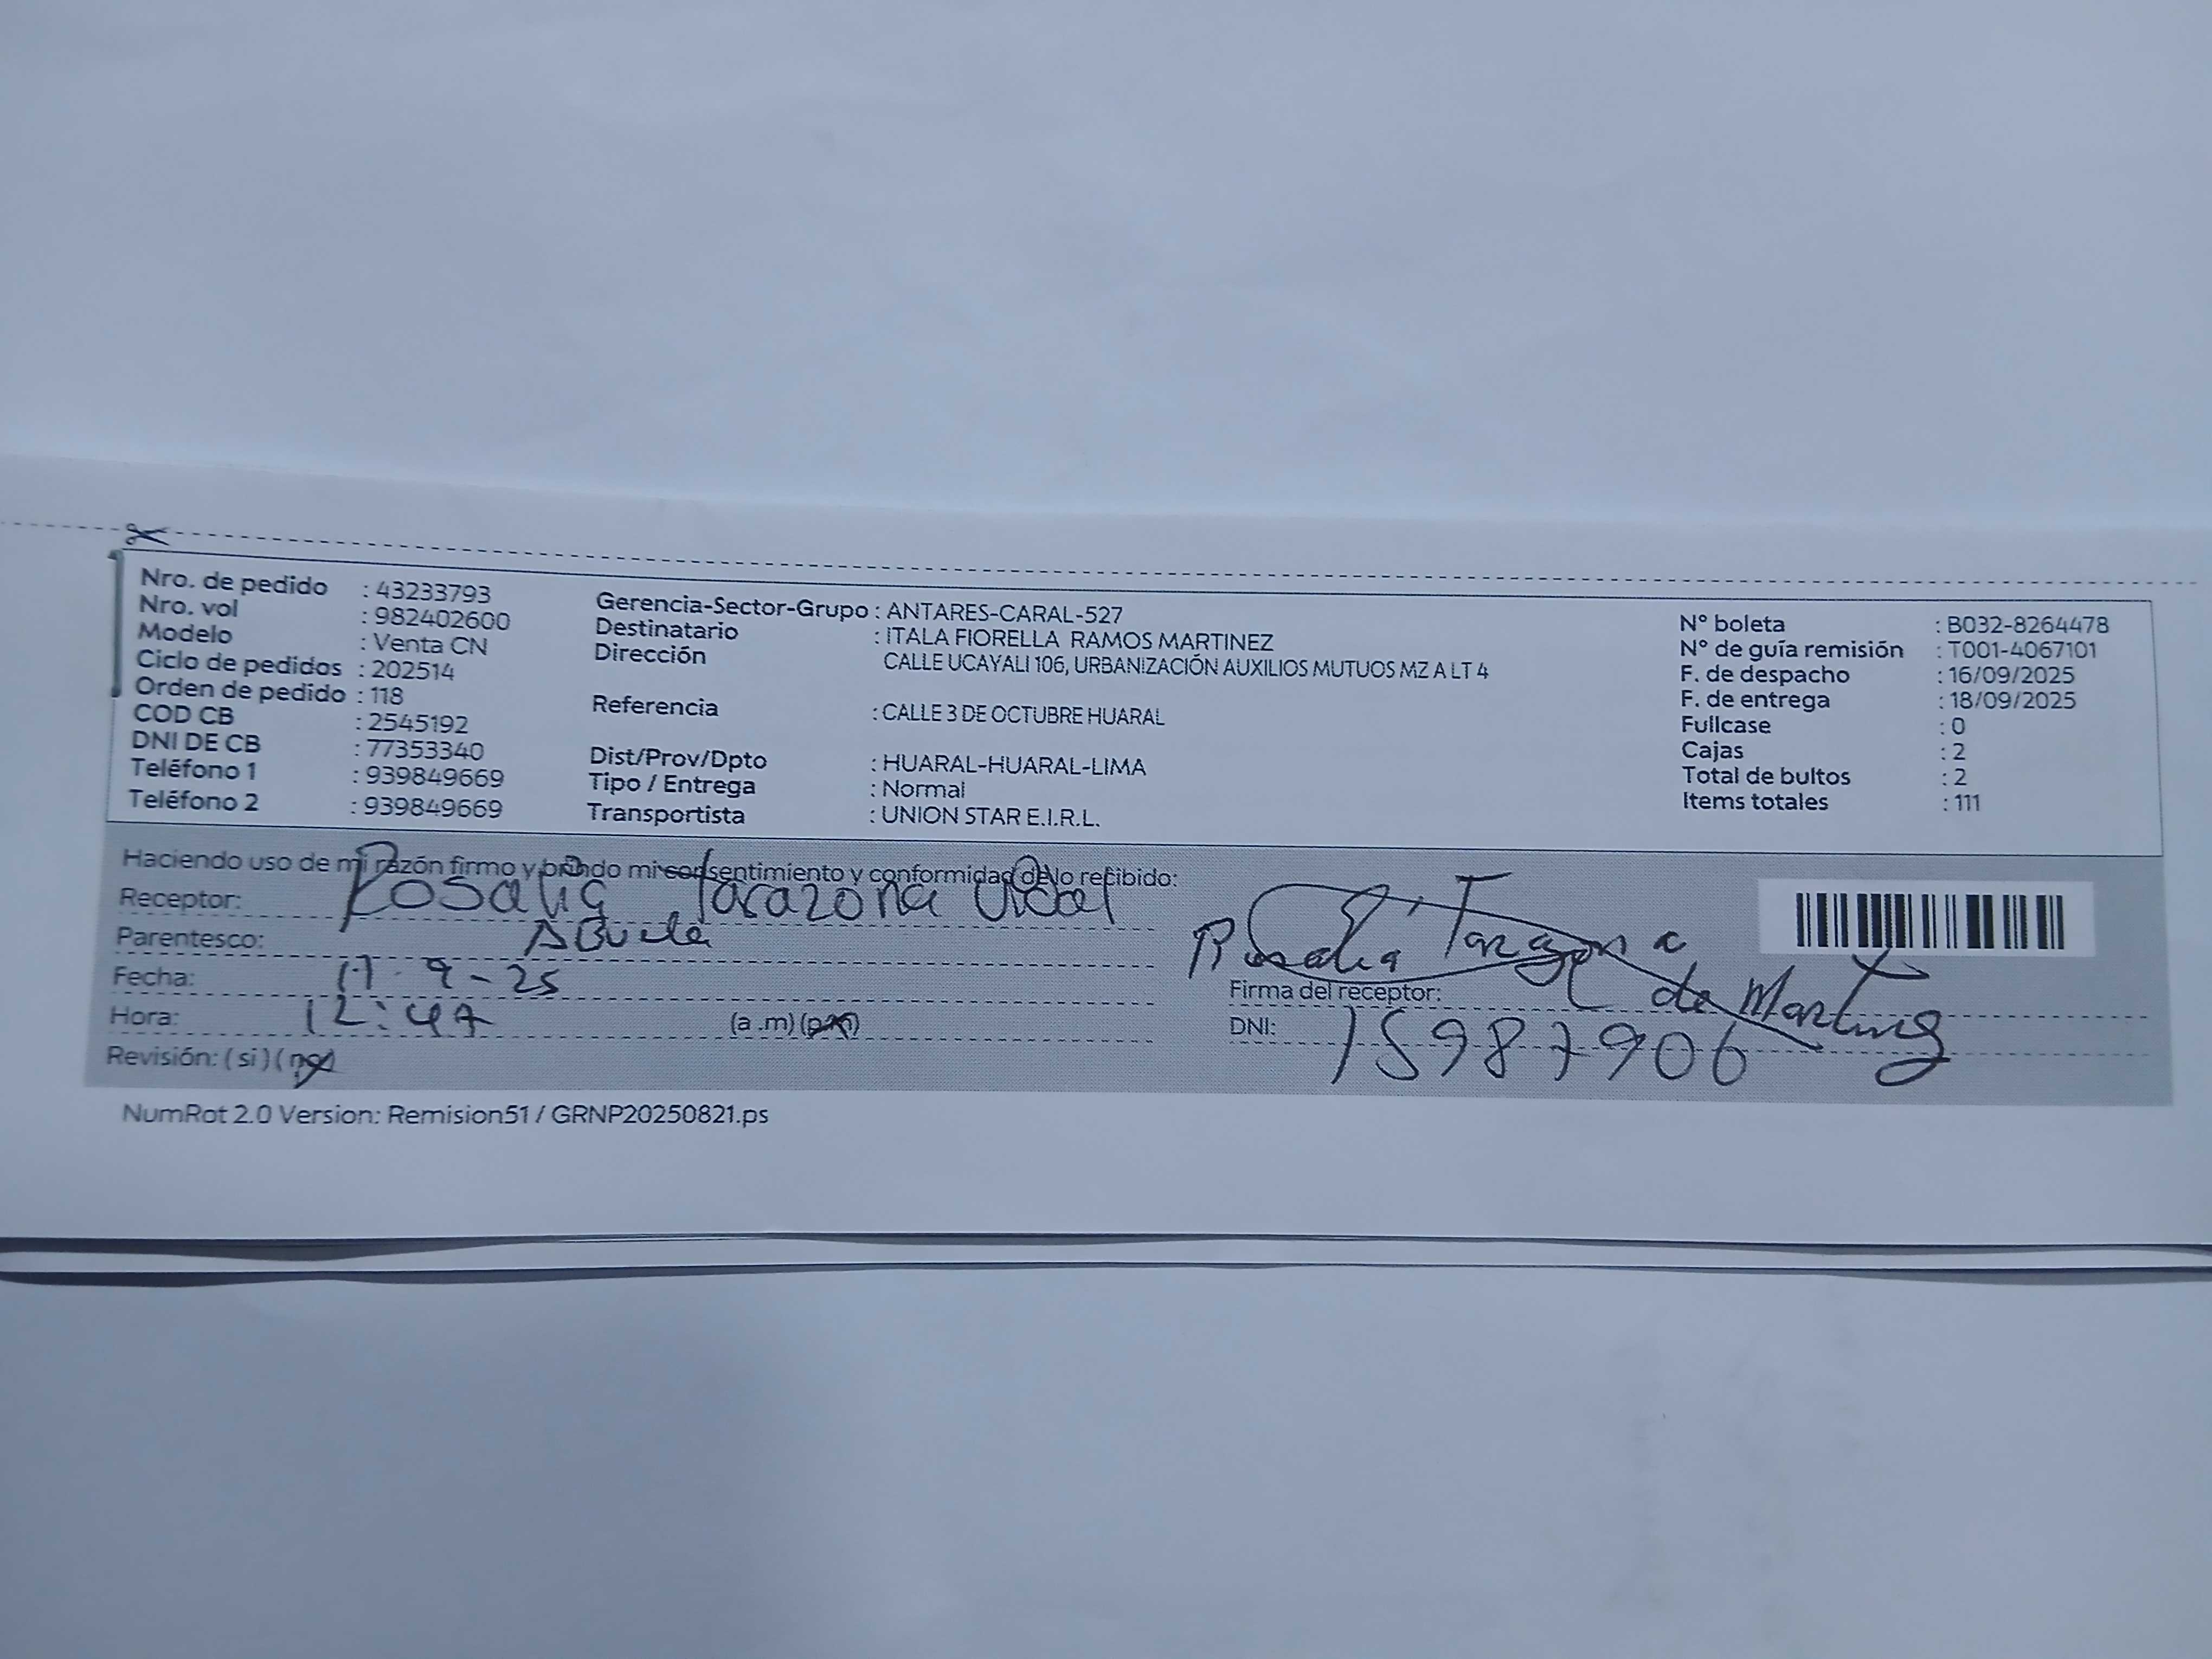 Nro. de pedido : 43233793
Nro. vol : 982402600
Modelo : Venta CN
Ciclo de pedidos : 202514
Orden de pedido : 118
COD CB : 2545192
DNI DE CB : 77353340
Teléfono 1 : 939849669
Teléfono 2 : 939849669
Gerencia-Sector-Grupo : ANTARES-CARAL-527
Destinatario : ITALA FIORELLA RAMOS MARTINEZ
Dirección CALLE UCAYALI 106, URBANIZACIÓN AUXILIOS MUTUOS MZ A LT 4
Referencia : CALLE 3 DE OCTUBRE HUARAL
Dist/Prov/Dpto : HUARAL-HUARAL-LIMA
Tipo / Entrega : Normal
Transportista : UNION STAR E.I.R.L.
N° boleta : B032-8264478
N° de guía remisión : T001-4067101
F. de despacho : 16/09/2025
F. de entrega : 18/09/2025
Fullcase : 0
Cajas : 2
Total de bultos : 2
Items totales : 111
Haciendo uso de mi razón firmo y brindo mi consentimiento y conformidad de lo recibido:
Receptor: Rosalia Tarazona Vidal
Parentesco: Abuela
Fecha: 17-9-25
Hora: 12:47 (a .m) (p.m)
Revisión: (si) (no)
Rosalia Tarazona
de Martinez
Firma del receptor:
DNI: 15987906
NumRot 2.0 Version: Remision51 / GRNP20250821.ps